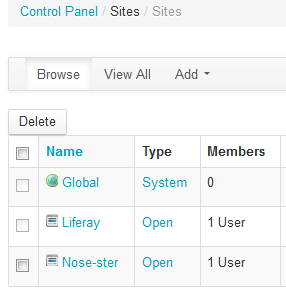 Control Panel / Sites / Sites
Browse View All Add
Delete
Name Type Members
Global System 0
Liferay Open 1 User
Nose-ster Open 1 User